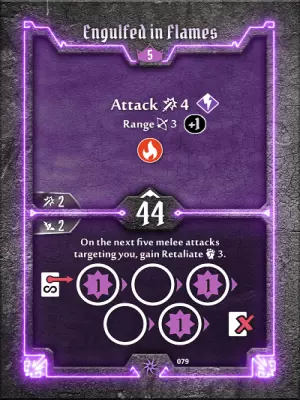 Engulfed in Flames
5
Attack 4
Range 3 +1
2
44
2
On the next five melee attacks
targeting you, gain Retaliate 3.
1 1
1
079